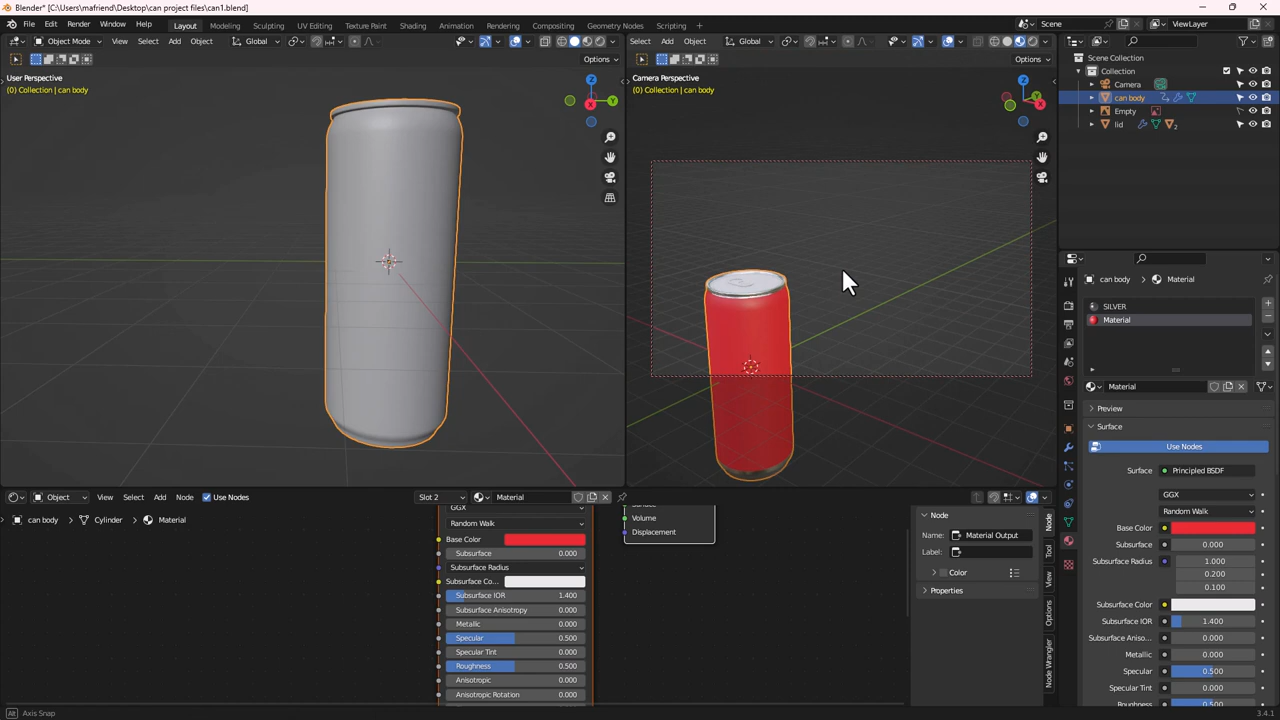 Blender* [C:\Users\mafriend\Desktop\can project files\can1.blend]
File Edit Render Window Help Layout Modeling Sculpting UV Editing Texture Paint Shading Animation Rendering Compositing Geometry Nodes Scripting + Scene ViewLayer
Object Mode View Select Add Object Global
Select Add Object Global
Options
Options
User Perspective
(0) Collection | can body
Camera Perspective
(0) Collection | can body
Scene Collection
Collection
Camera
can body
Empty
lid
can body > Material
SILVER
Material
Material
Preview
Surface
Use Nodes
Surface Principled BSDF
GGX
Random Walk
Base Color
Subsurface 0.000
Subsurface Radius 1.000
0.200
0.100
Subsurface Color
Subsurface IOR 1.400
Subsurface Aniso... 0.000
Metallic 0.000
Specular 0.500
Specular Tint 0.000
Roughness 0.500
Object View Select Add Node Use Nodes Slot 2 Material
can body > Cylinder > Material
GGX
Random Walk
Base Color
Subsurface 0.000
Subsurface Radius
Subsurface Co...
Subsurface IOR 1.400
Subsurface Anisotropy 0.000
Metallic 0.000
Specular 0.500
Specular Tint 0.000
Roughness 0.500
Anisotropic 0.000
Anisotropic Rotation 0.000
Volume
Displacement
Node
Name: Material Output
Label:
Color
Properties
Node
Tool
View
Options
Node Wrangler
Alt Axis Snap
3.4.1